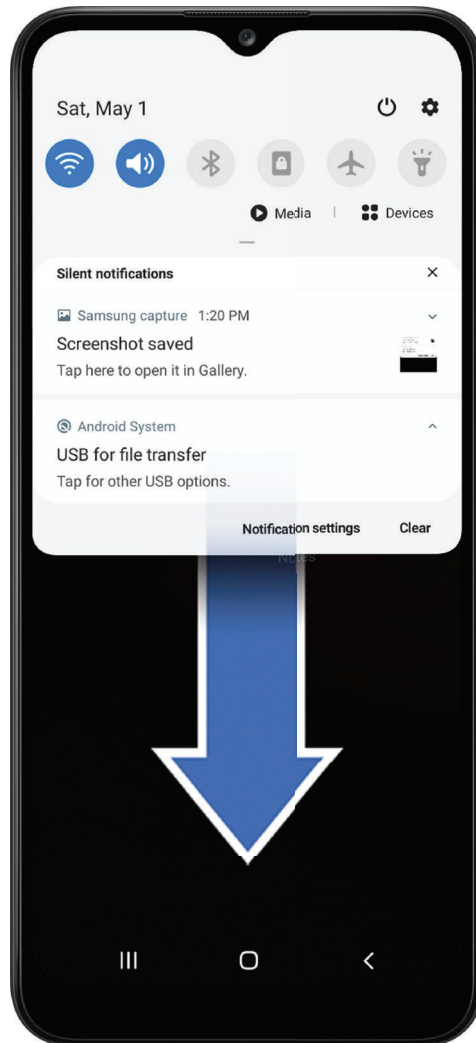 Sat, May 1
Media | Devices
Silent notifications
Samsung capture 1:20 PM
Screenshot saved
Tap here to open it in Gallery.
Android System
USB for file transfer
Tap for other USB options.
Notification settings Clear
Notes